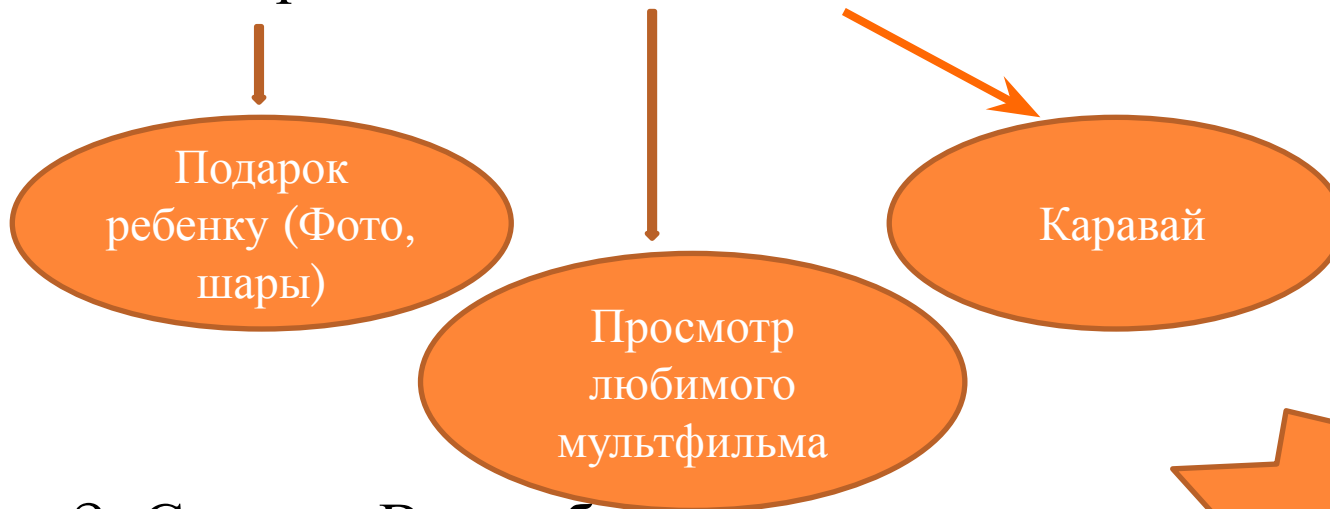 Подарок
ребенку (Фото,
шары)
Каравай
Просмотр
любимого
мультфильма